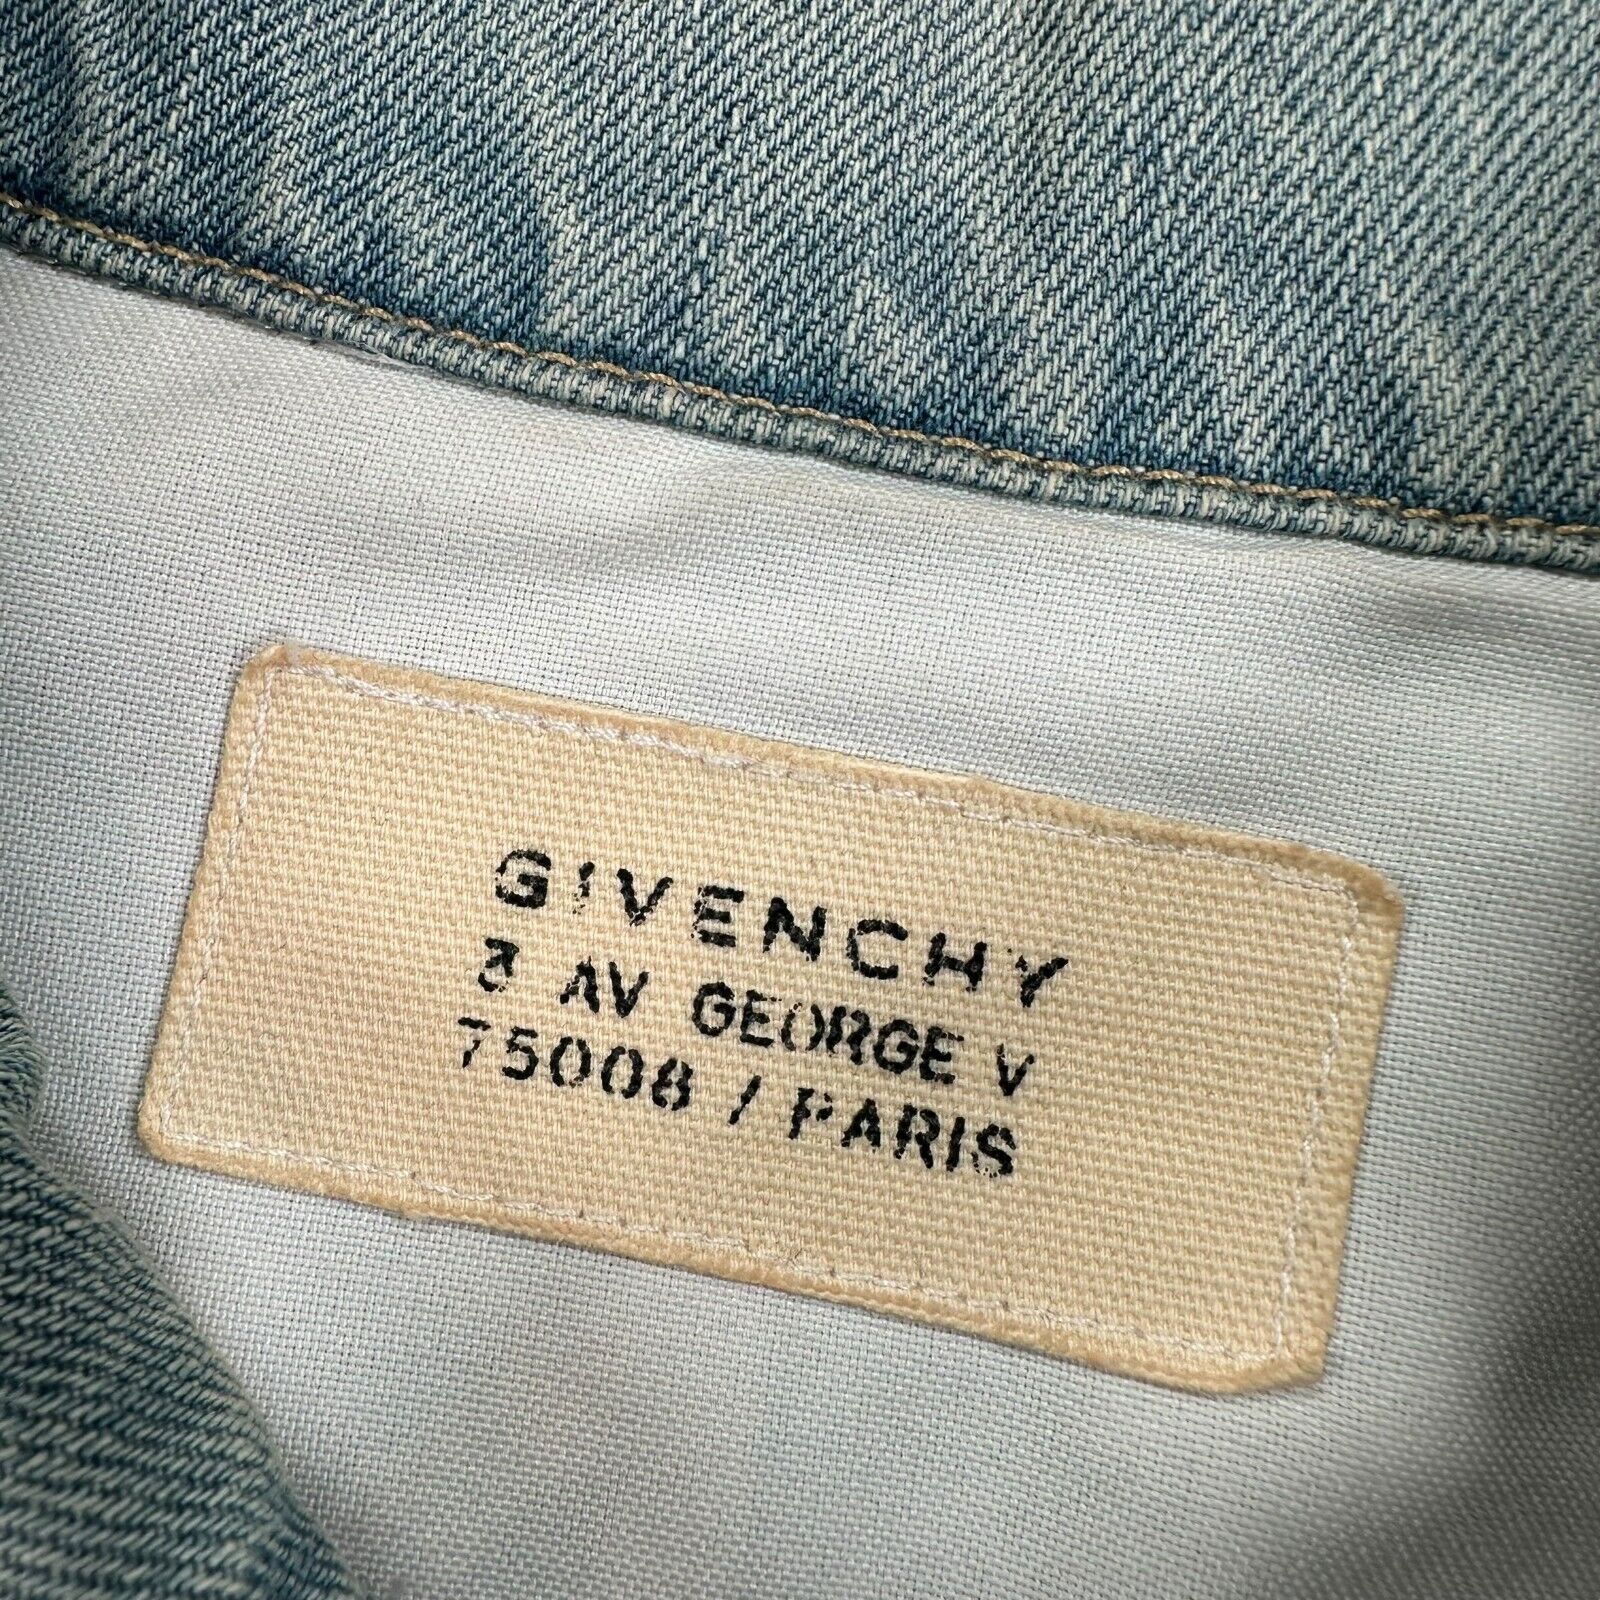 GIVENCHY
3 AV GEORGE V
75008 / PARIS